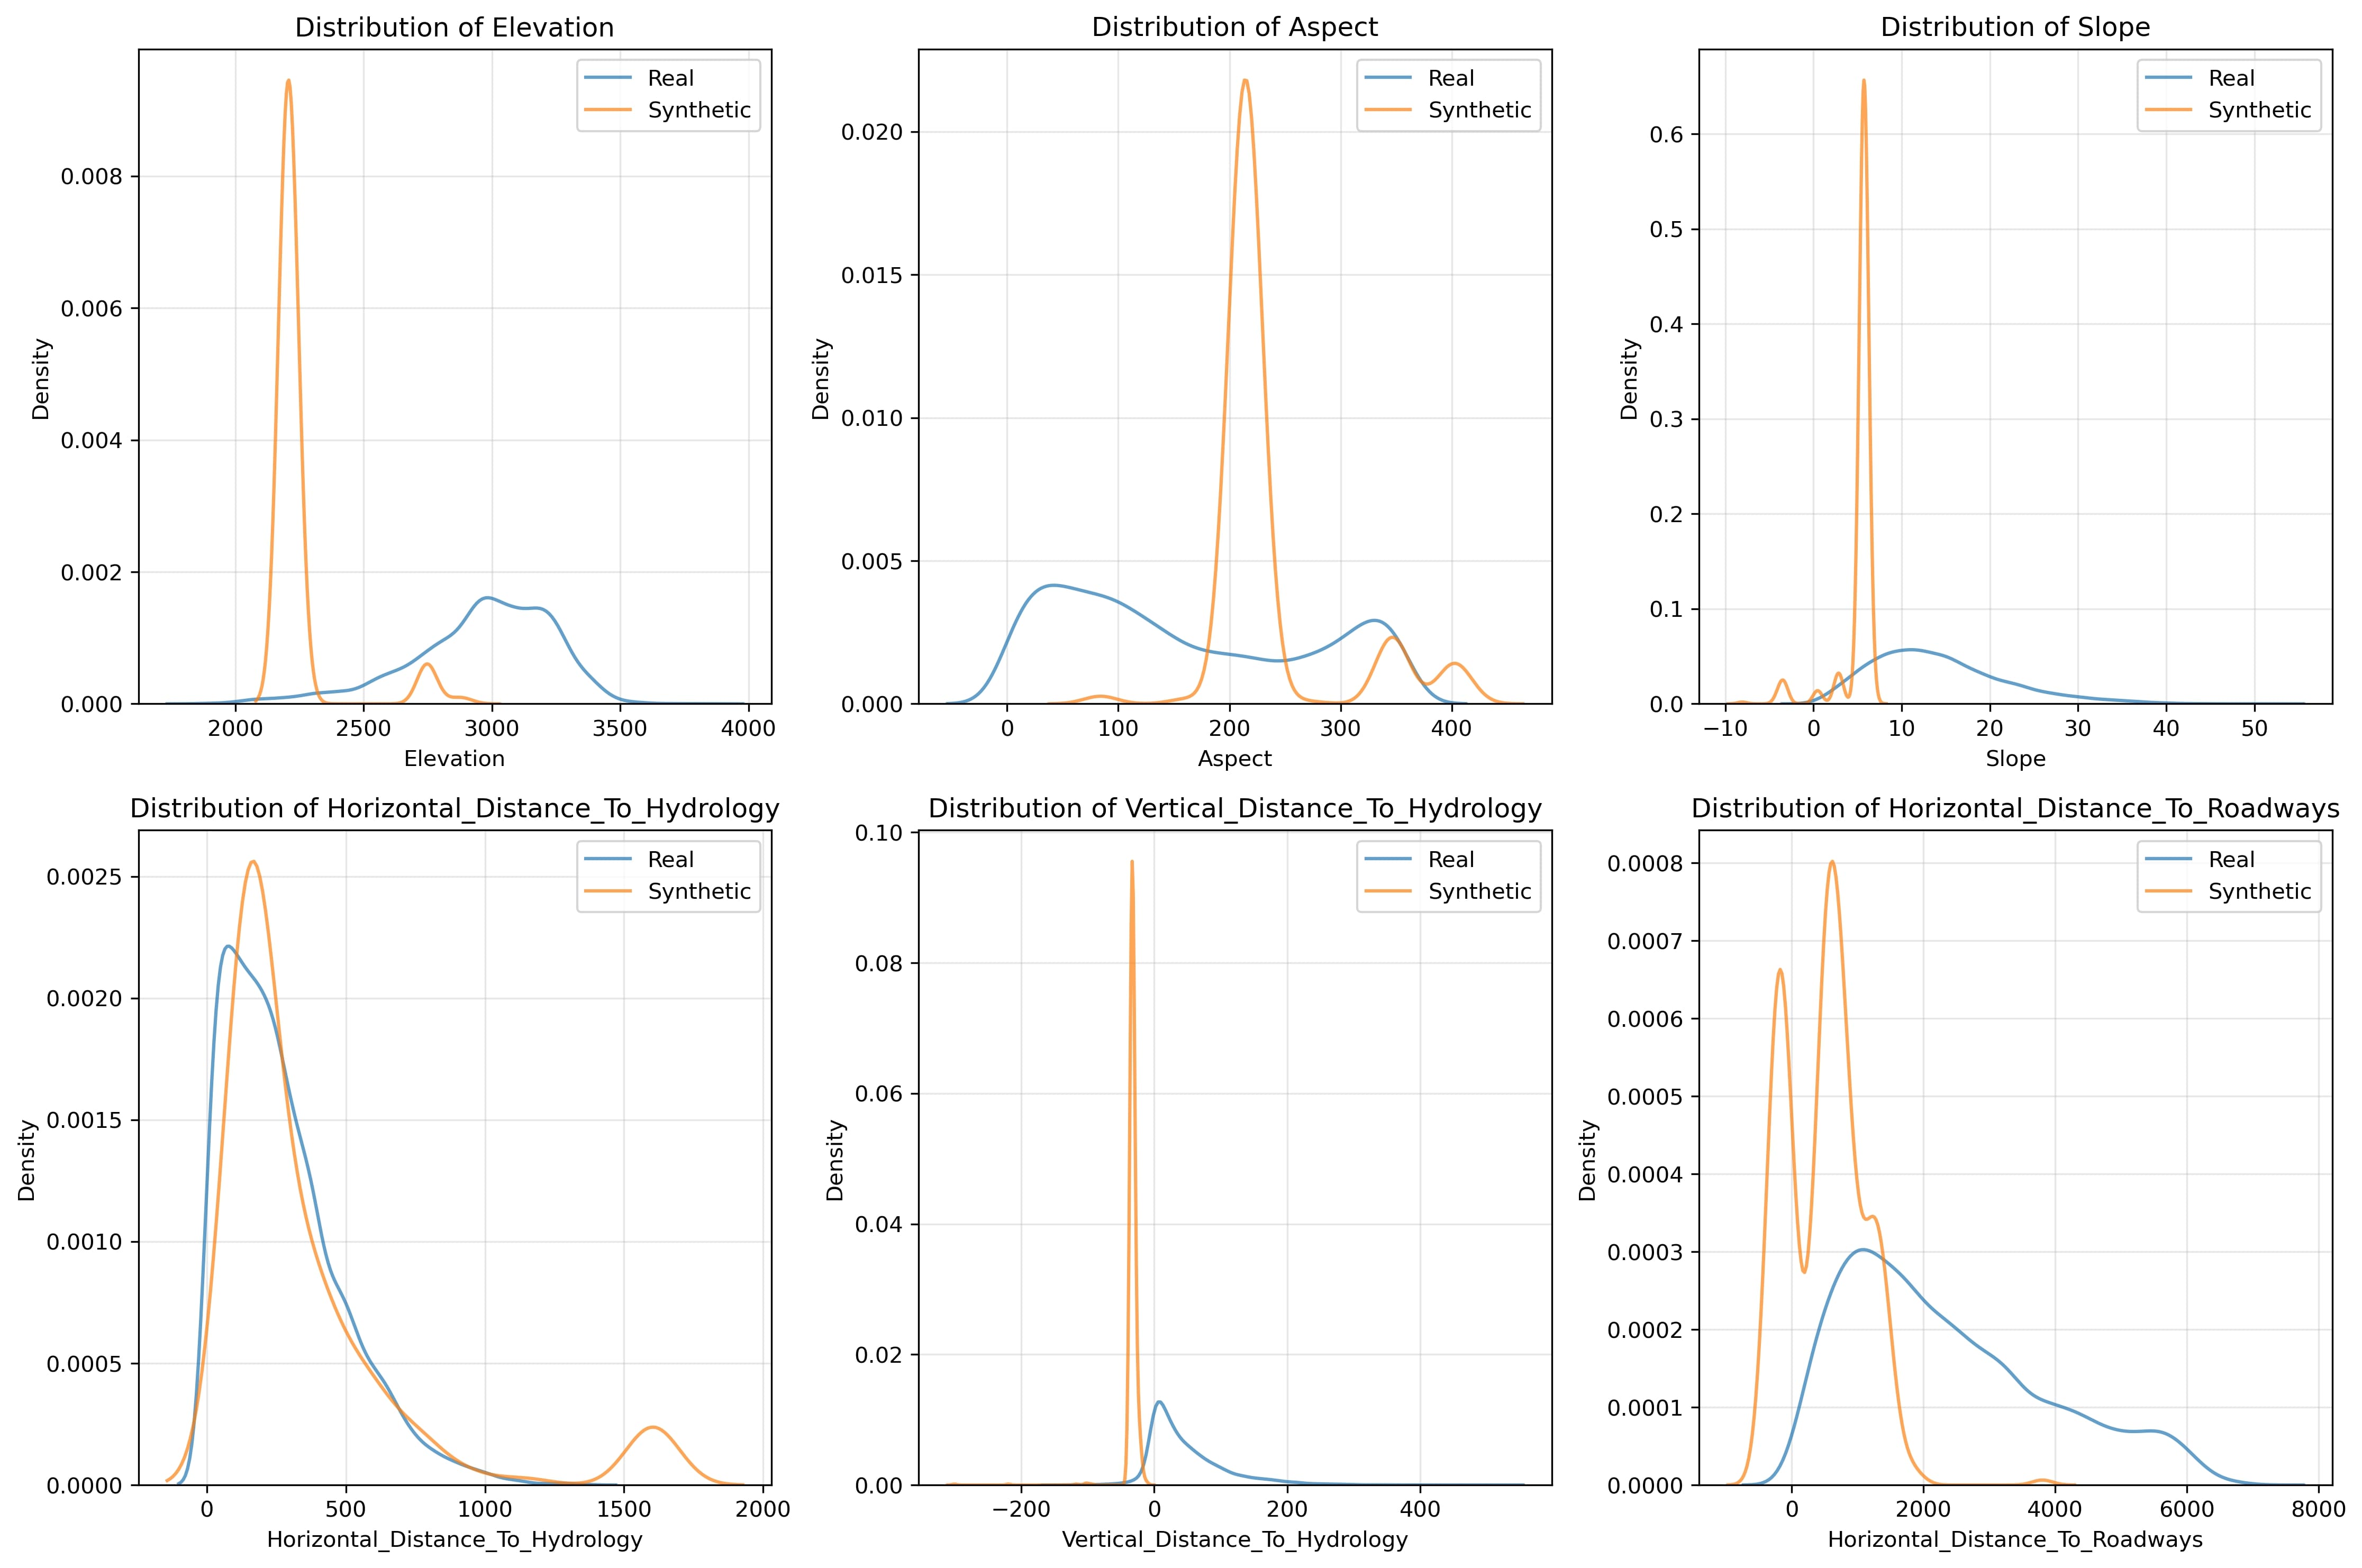 Distribution of Elevation
Real
Synthetic
0.008
0.006
0.004
0.002
0.000
Density
2000 2500 3000 3500 4000
Elevation
Distribution of Aspect
Real
Synthetic
0.020
0.015
0.010
0.005
0.000
Density
0 100 200 300 400
Aspect
Distribution of Slope
Real
Synthetic
0.6
0.5
0.4
0.3
0.2
0.1
0.0
Density
−10 0 10 20 30 40 50
Slope
Distribution of Horizontal_Distance_To_Hydrology
Real
Synthetic
0.0025
0.0020
0.0015
0.0010
0.0005
0.0000
Density
0 500 1000 1500 2000
Horizontal_Distance_To_Hydrology
Distribution of Vertical_Distance_To_Hydrology
Real
Synthetic
0.10
0.08
0.06
0.04
0.02
0.00
Density
−200 0 200 400
Vertical_Distance_To_Hydrology
Distribution of Horizontal_Distance_To_Roadways
Real
Synthetic
0.0008
0.0007
0.0006
0.0005
0.0004
0.0003
0.0002
0.0001
0.0000
Density
0 2000 4000 6000 8000
Horizontal_Distance_To_Roadways